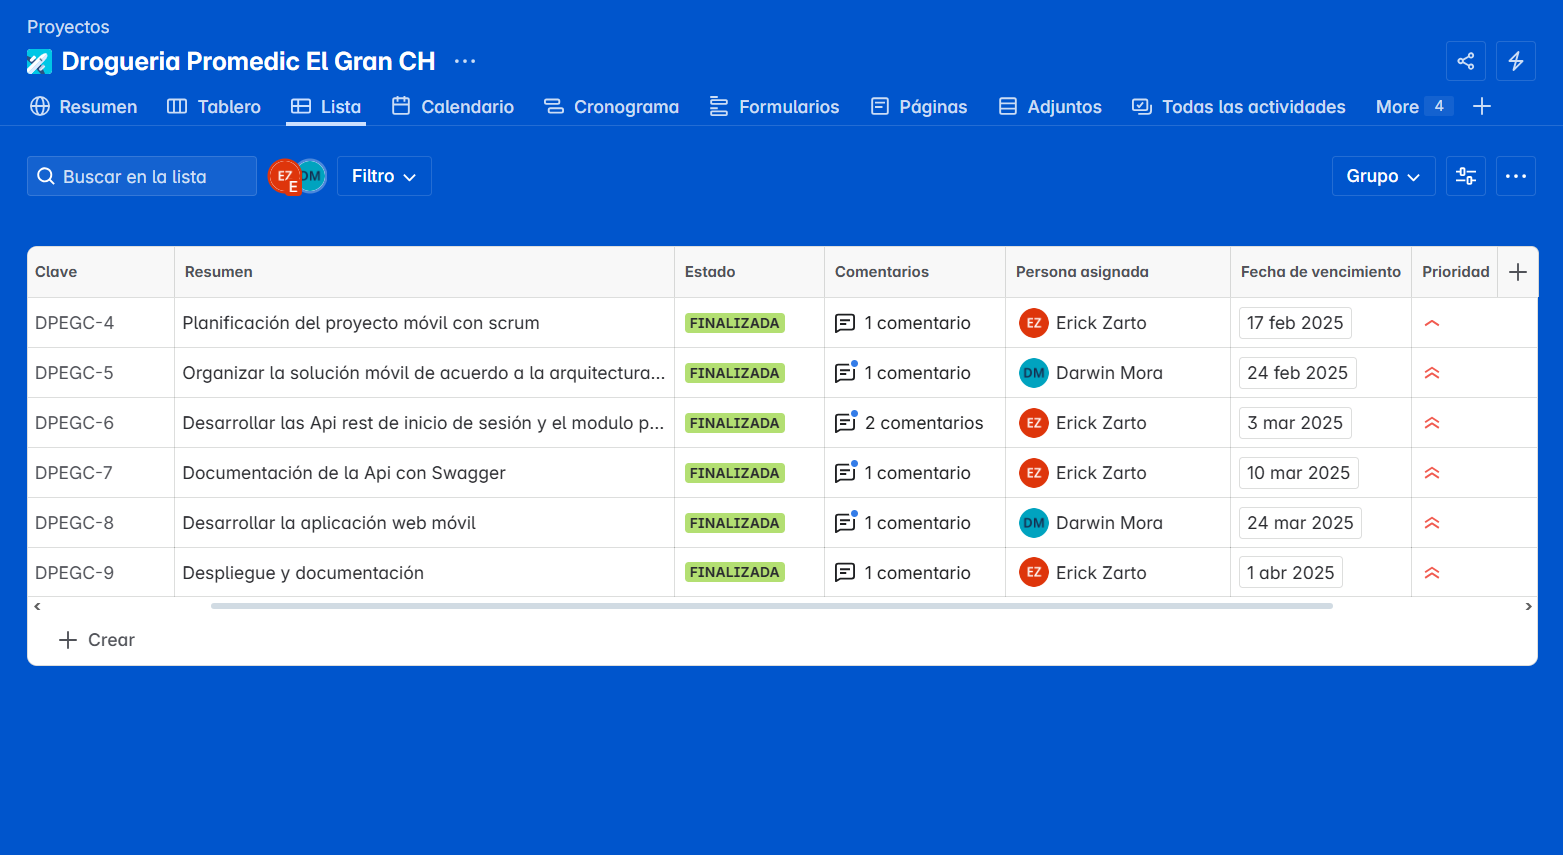 Proyectos
Drogueria Promedic El Gran CH ···
Resumen Tablero Lista Calendario Cronograma Formularios Páginas Adjuntos Todas las actividades More 4
Buscar en la lista EZ E DM Filtro Grupo
Clave Resumen Estado Comentarios Persona asignada Fecha de vencimiento Prioridad
DPEGC-4 Planificación del proyecto móvil con scrum FINALIZADA 1 comentario EZ Erick Zarto 17 feb 2025
DPEGC-5 Organizar la solución móvil de acuerdo a la arquitectura... FINALIZADA 1 comentario DM Darwin Mora 24 feb 2025
DPEGC-6 Desarrollar las Api rest de inicio de sesión y el modulo p... FINALIZADA 2 comentarios EZ Erick Zarto 3 mar 2025
DPEGC-7 Documentación de la Api con Swagger FINALIZADA 1 comentario EZ Erick Zarto 10 mar 2025
DPEGC-8 Desarrollar la aplicación web móvil FINALIZADA 1 comentario DM Darwin Mora 24 mar 2025
DPEGC-9 Despliegue y documentación FINALIZADA 1 comentario EZ Erick Zarto 1 abr 2025
Crear